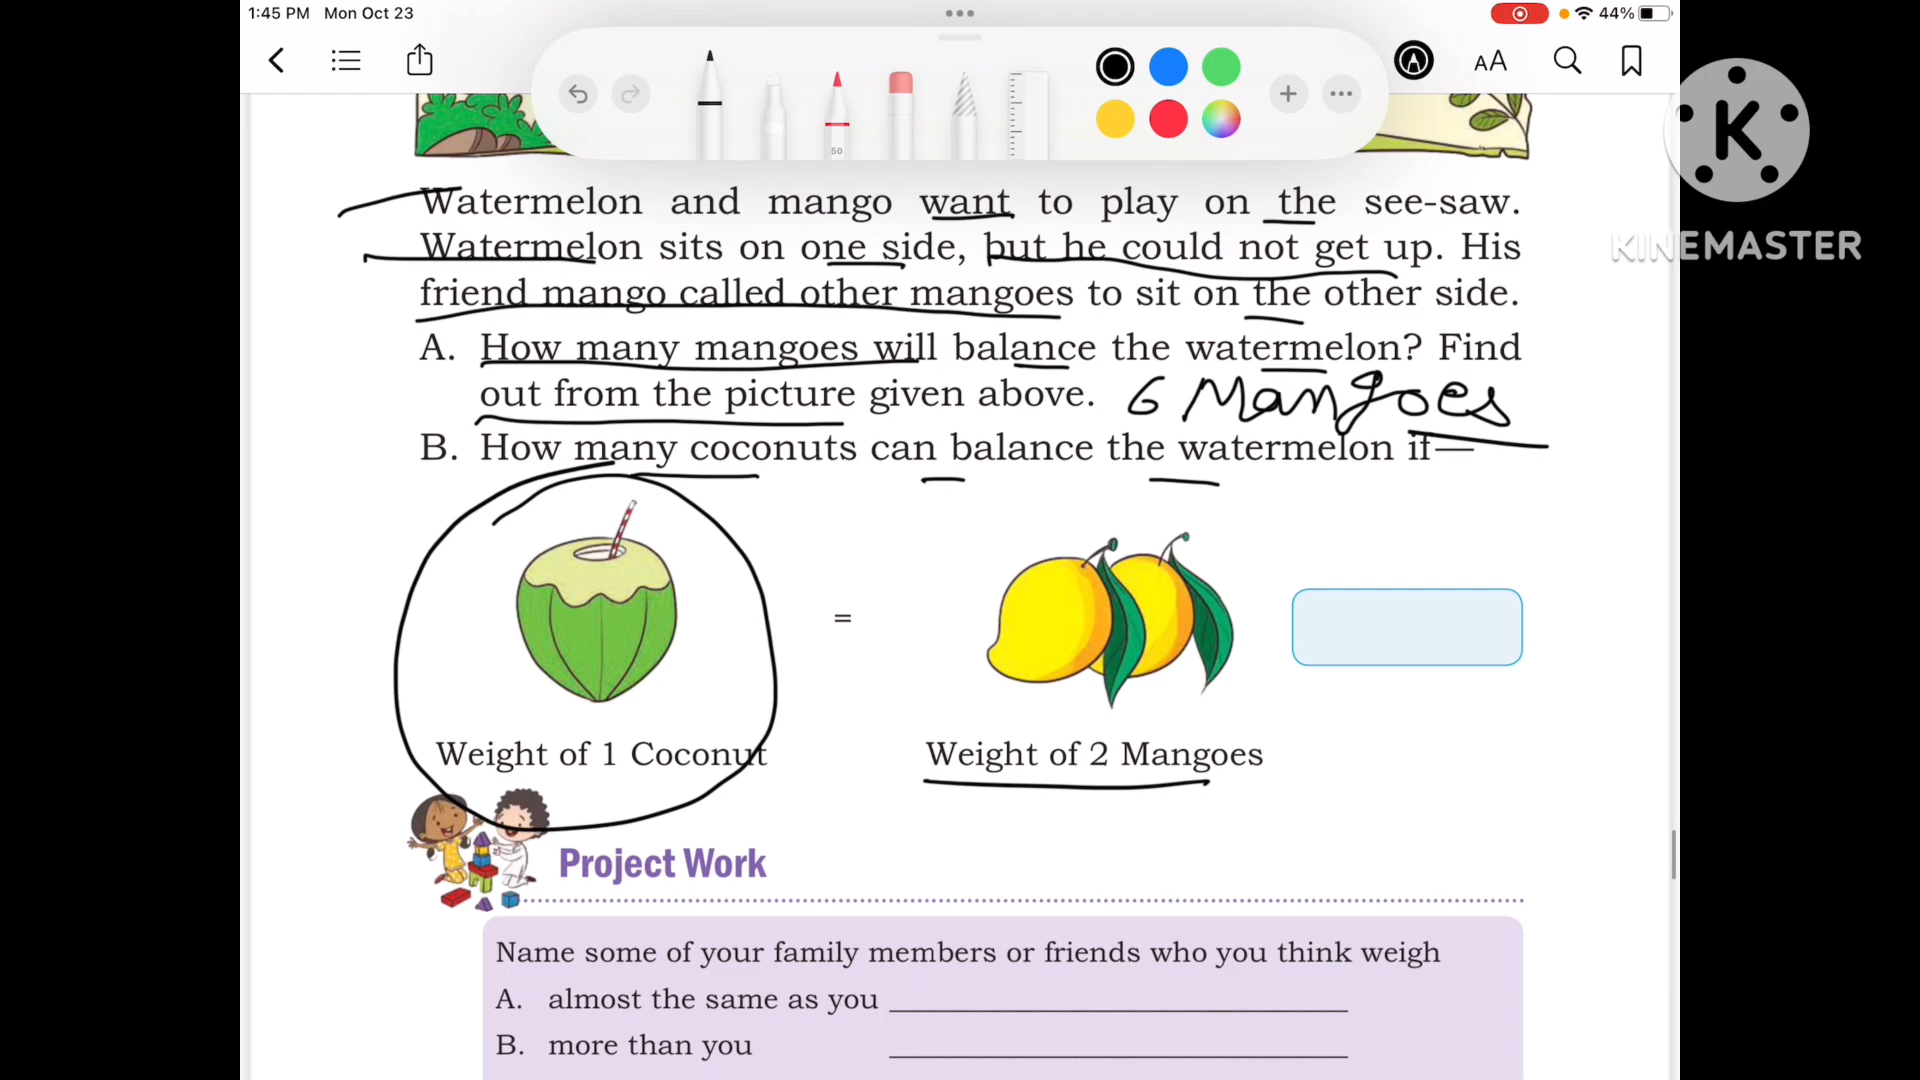 1:45 PM Mon Oct 23
44%
AA
50
K
KINEMASTER
Watermelon and mango want to play on the see-saw.
Watermelon sits on one side, but he could not get up. His
friend mango called other mangoes to sit on the other side.
A. How many mangoes will balance the watermelon? Find
out from the picture given above. 6 Mangoes
B. How many coconuts can balance the watermelon if—
=
Weight of 1 Coconut
Weight of 2 Mangoes
Project Work
Name some of your family members or friends who you think weigh
A. almost the same as you
B. more than you